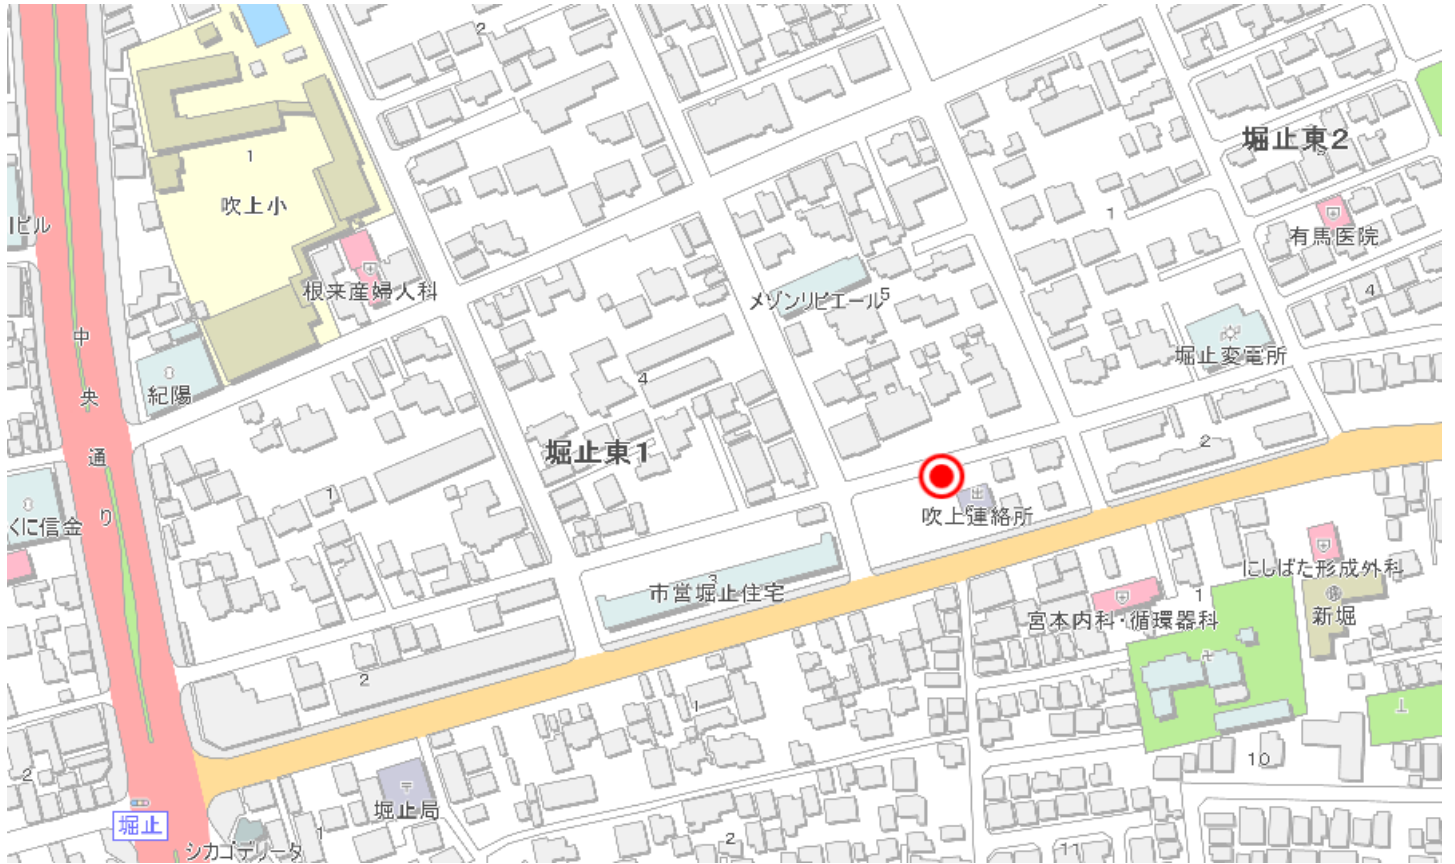 2
堀止東2
1
吹上小
1
lビル
有馬医院
根来産婦人科
メゾンリビエール
5
4
中
央
通
り
堀止変電所
紀陽
4
堀止東1
2
1
くに信金
吹上連絡所
にしばた形成外科
3
市営堀止住宅
1
新堀
宮本内科・循環器科
2
1
2
10
堀止局
堀止
1
シカゴデリータ
2
11